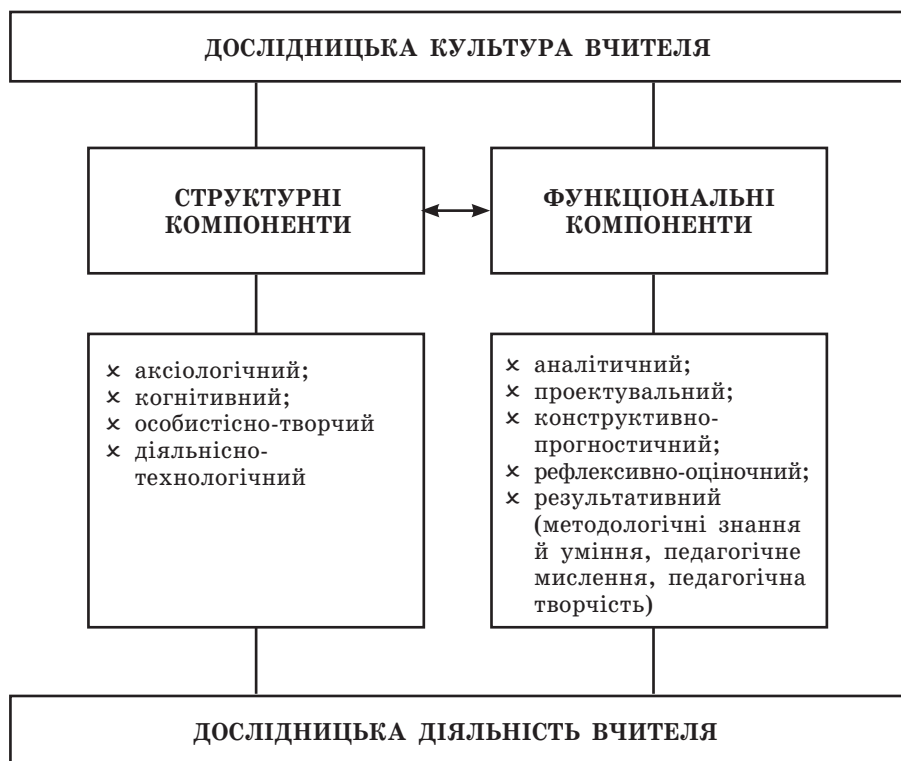 ДОСЛІДНИЦЬКА КУЛЬТУРА ВЧИТЕЛЯ
СТРУКТУРНІ
КОМПОНЕНТИ
ФУНКЦІОНАЛЬНІ
КОМПОНЕНТИ
× аксіологічний;
× когнітивний;
× особистісно-творчий
× діяльнісно-
технологічний
× аналітичний;
× проектувальний;
× конструктивно-
прогностичний;
× рефлексивно-оціночний;
× результативний
(методологічні знання
й уміння, педагогічне
мислення, педагогічна
творчість)
ДОСЛІДНИЦЬКА ДІЯЛЬНІСТЬ ВЧИТЕЛЯ